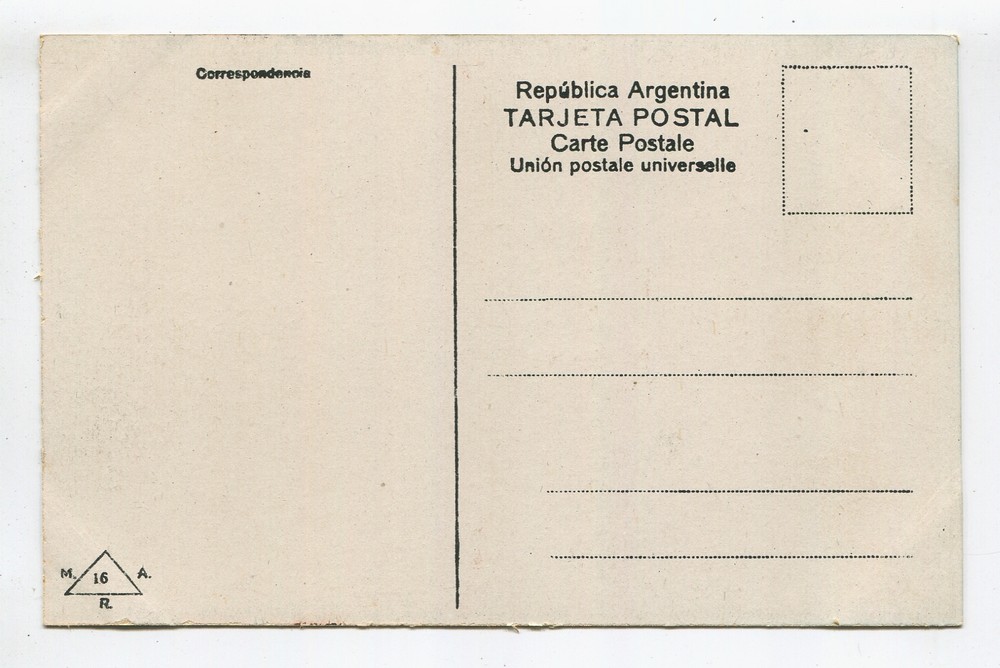 Correspondencia
República Argentina
TARJETA POSTAL
Carte Postale
Unión postale universelle
M. 16 A.
R.